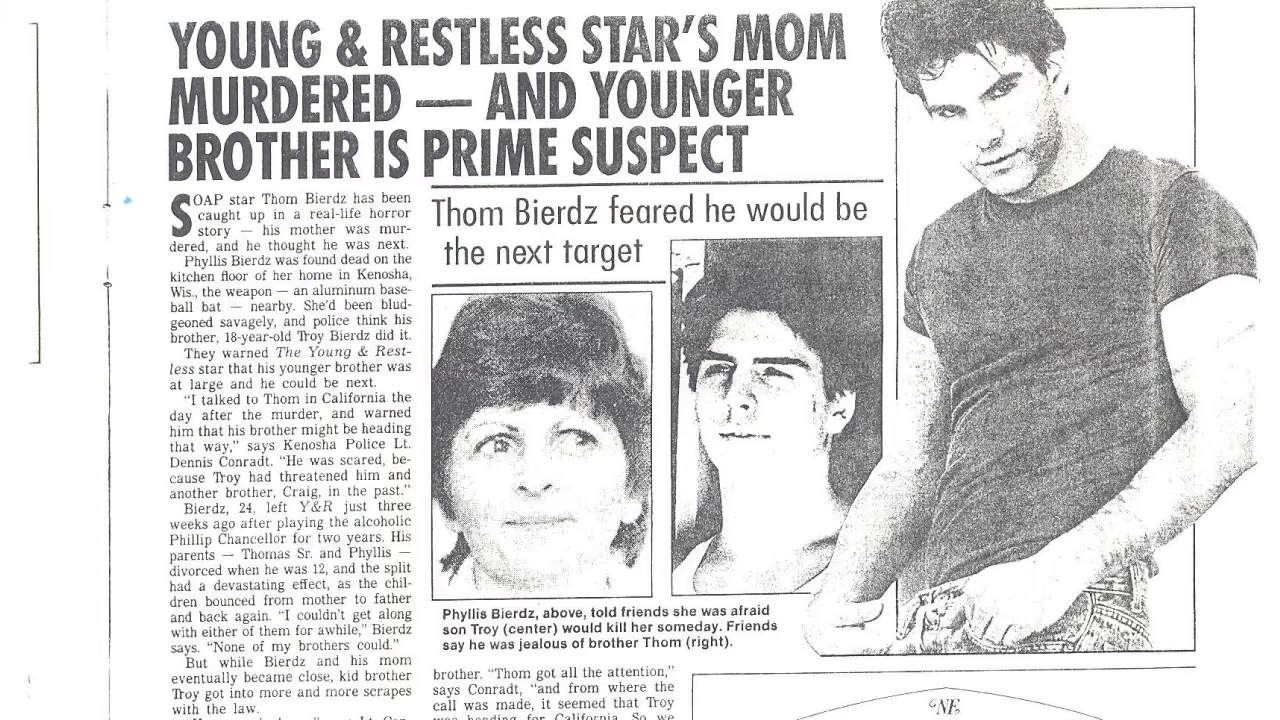 YOUNG & RESTLESS STAR'S MOM
MURDERED — AND YOUNGER
BROTHER IS PRIME SUSPECT
SOAP star Thom Bierdz has been
caught up in a real-life horror
story — his mother was mur-
dered, and he thought he was next.
Phyllis Bierdz was found dead on the
kitchen floor of her home in Kenosha,
Wis., the weapon — an aluminum base-
ball bat — nearby. She'd been blud-
geoned savagely, and police think his
brother, 18-year-old Troy Bierdz did it.
They warned The Young & Rest-
less star that his younger brother was
at large and he could be next.
"I talked to Thom in California the
day after the murder, and warned
him that his brother might be heading
that way," says Kenosha Police Lt.
Dennis Conradt. "He was scared, be-
cause Troy had threatened him and
another brother, Craig, in the past."
Bierdz, 24, left Y&R just three
weeks ago after playing the alcoholic
Phillip Chancellor for two years. His
parents — Thomas Sr. and Phyllis —
divorced when he was 12, and the split
had a devastating effect, as the chil-
dren bounced from mother to father
and back again. "I couldn't get along
with either of them for awhile," Bierdz
says. "None of my brothers could."
But while Bierdz and his mom
eventually became close, kid brother
Troy got into more and more scrapes
with the law.
Thom Bierdz feared he would be
the next target
Phyllis Bierdz, above, told friends she was afraid
son Troy (center) would kill her someday. Friends
say he was jealous of brother Thom (right).
brother. "Thom got all the attention,"
says Conradt, "and from where the
call was made, it seemed that Troy
was heading for California. So we
NE